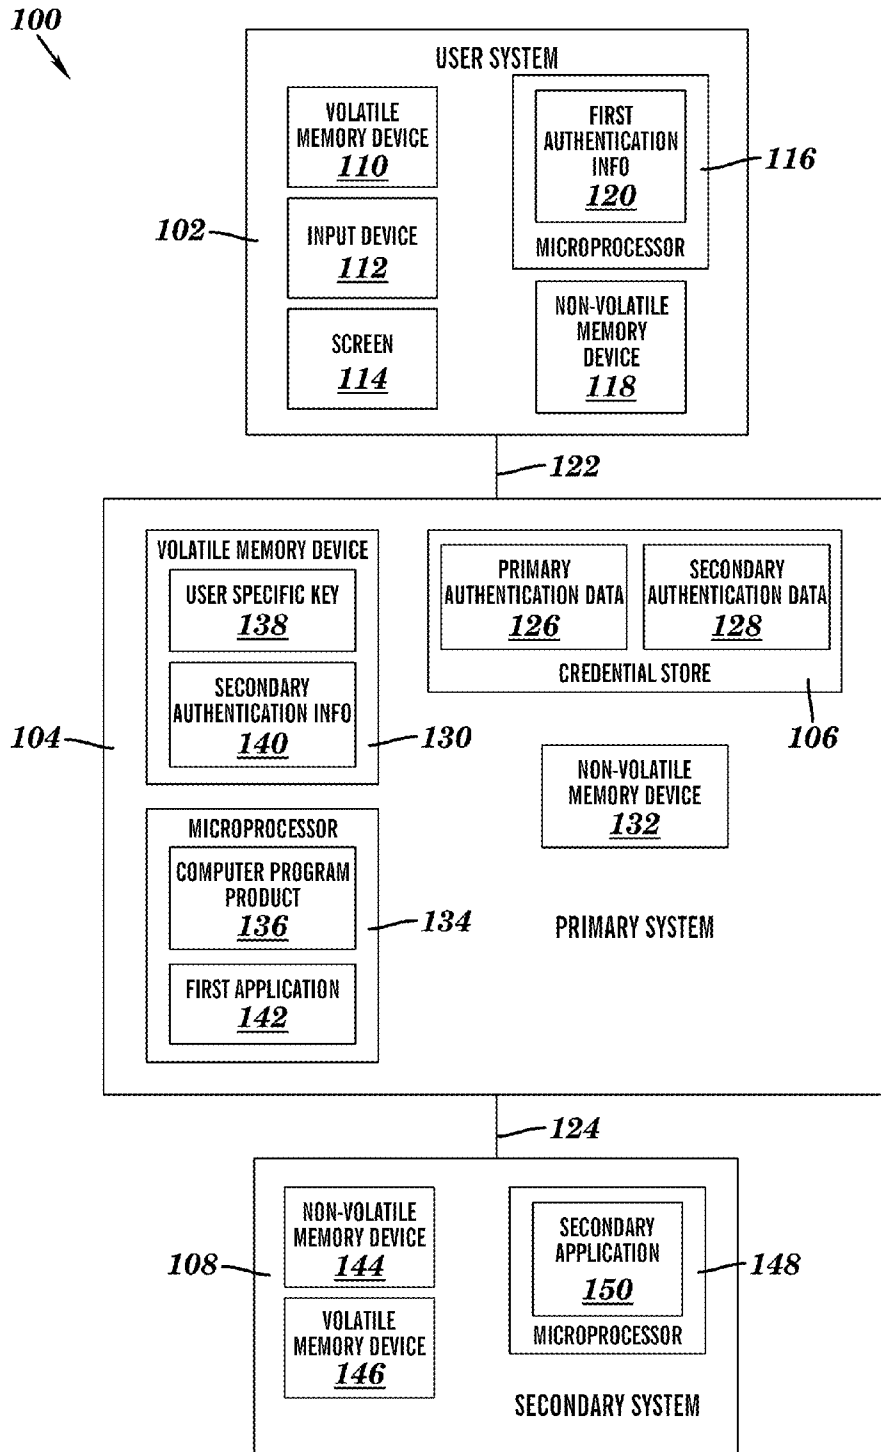 100
USER SYSTEM
VOLATILE
MEMORY DEVICE
110
INPUT DEVICE
112
SCREEN
114
FIRST
AUTHENTICATION
INFO
120
MICROPROCESSOR
116
NON-VOLATILE
MEMORY
DEVICE
118
102
122
VOLATILE MEMORY DEVICE
USER SPECIFIC KEY
138
SECONDARY
AUTHENTICATION INFO
140
130
PRIMARY
AUTHENTICATION DATA
126
SECONDARY
AUTHENTICATION DATA
128
CREDENTIAL STORE
106
104
NON-VOLATILE
MEMORY DEVICE
132
MICROPROCESSOR
COMPUTER PROGRAM
PRODUCT
136
134
FIRST APPLICATION
142
PRIMARY SYSTEM
124
NON-VOLATILE
MEMORY DEVICE
144
108
VOLATILE
MEMORY DEVICE
146
SECONDARY
APPLICATION
150
MICROPROCESSOR
148
SECONDARY SYSTEM